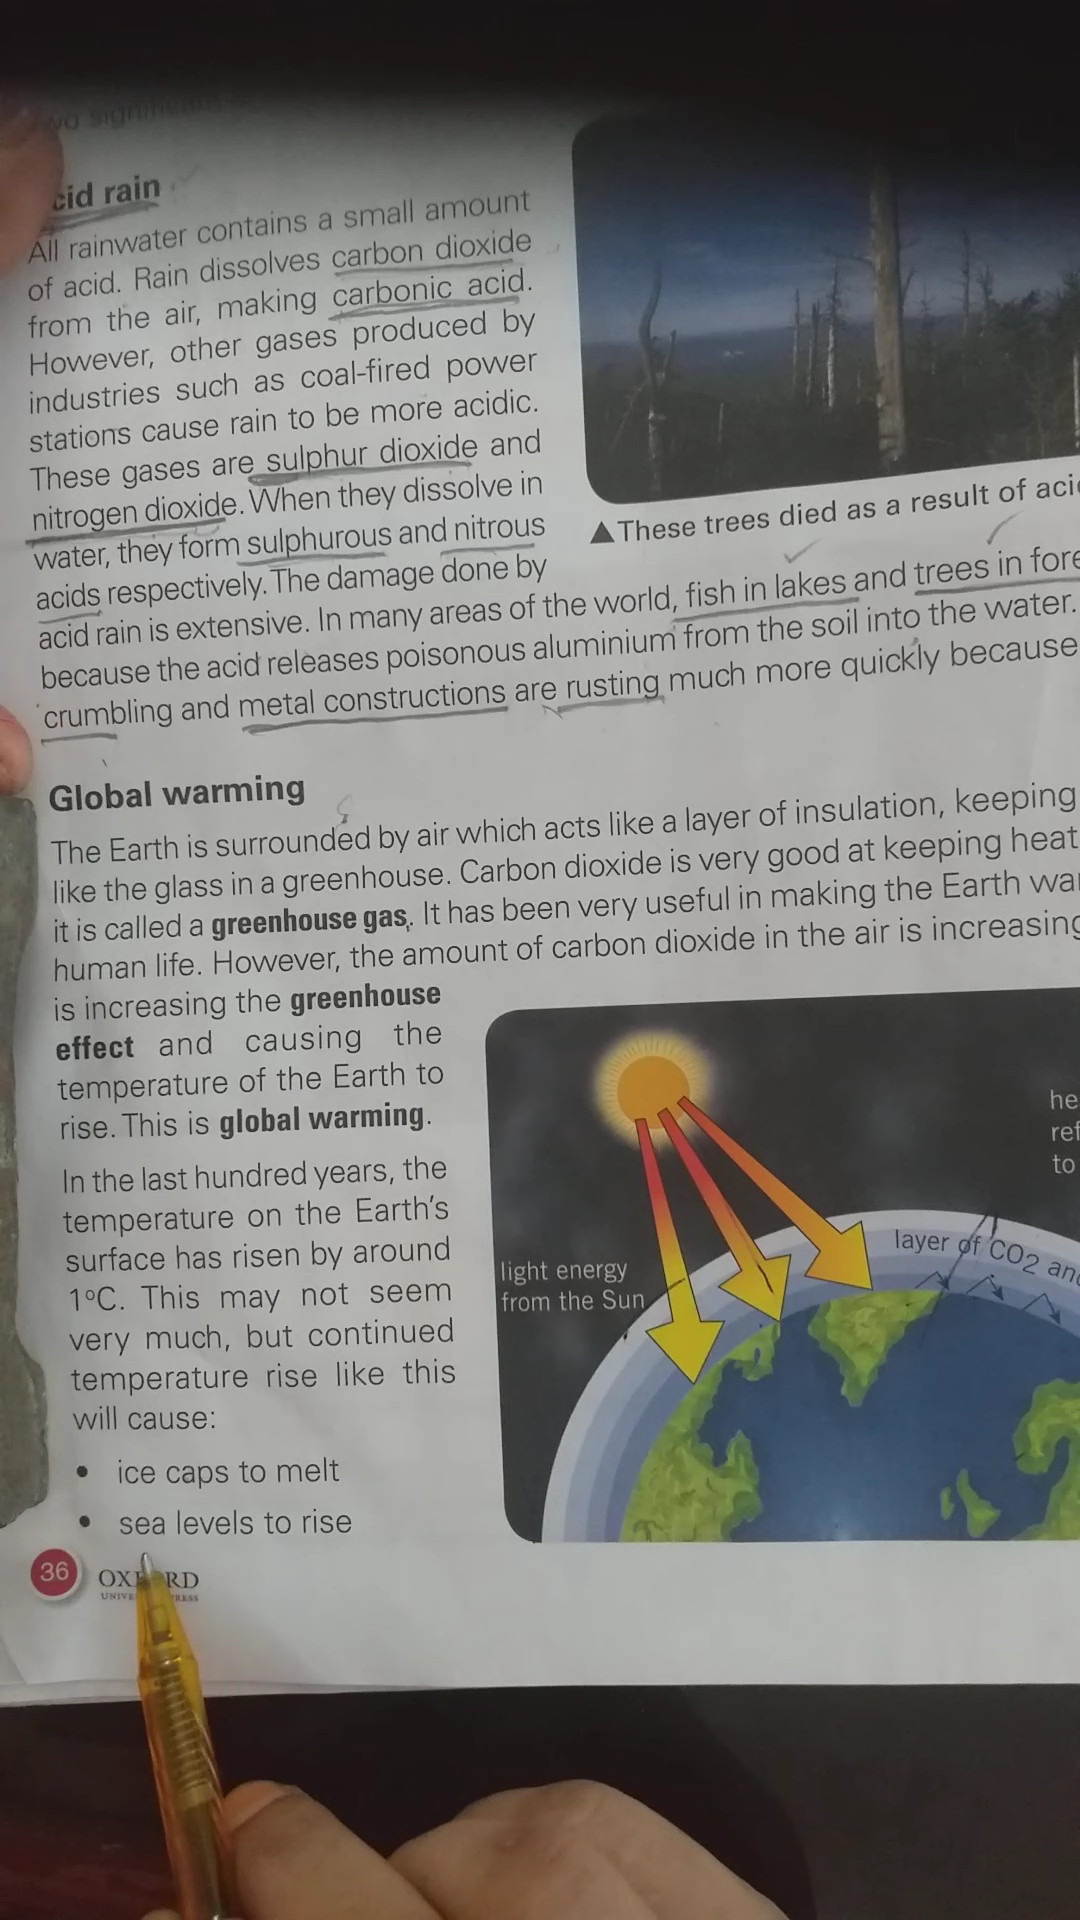 cid rain
All rainwater contains a small amount
of acid. Rain dissolves carbon dioxide
from the air, making carbonic acid.
However, other gases produced by
industries such as coal-fired power
stations cause rain to be more acidic.
These gases are sulphur dioxide and
nitrogen dioxide. When they dissolve in
water, they form sulphurous and nitrous
acids respectively. The damage done by
acid rain is extensive. In many areas of the world, fish in lakes and trees in fore
because the acid releases poisonous aluminium from the soil into the water.
crumbling and metal constructions are rusting much more quickly because
▲These trees died as a result of aci
Global warming
The Earth is surrounded by air which acts like a layer of insulation, keeping
like the glass in a greenhouse. Carbon dioxide is very good at keeping heat
it is called a greenhouse gas. It has been very useful in making the Earth wa
human life. However, the amount of carbon dioxide in the air is increasing
is increasing the greenhouse
effect and causing the
temperature of the Earth to
rise. This is global warming.
In the last hundred years, the
temperature on the Earth's
surface has risen by around
1°C. This may not seem
very much, but continued
temperature rise like this
will cause:
• ice caps to melt
• sea levels to rise
light energy
from the Sun
he
ref
to
layer of CO2 and
36